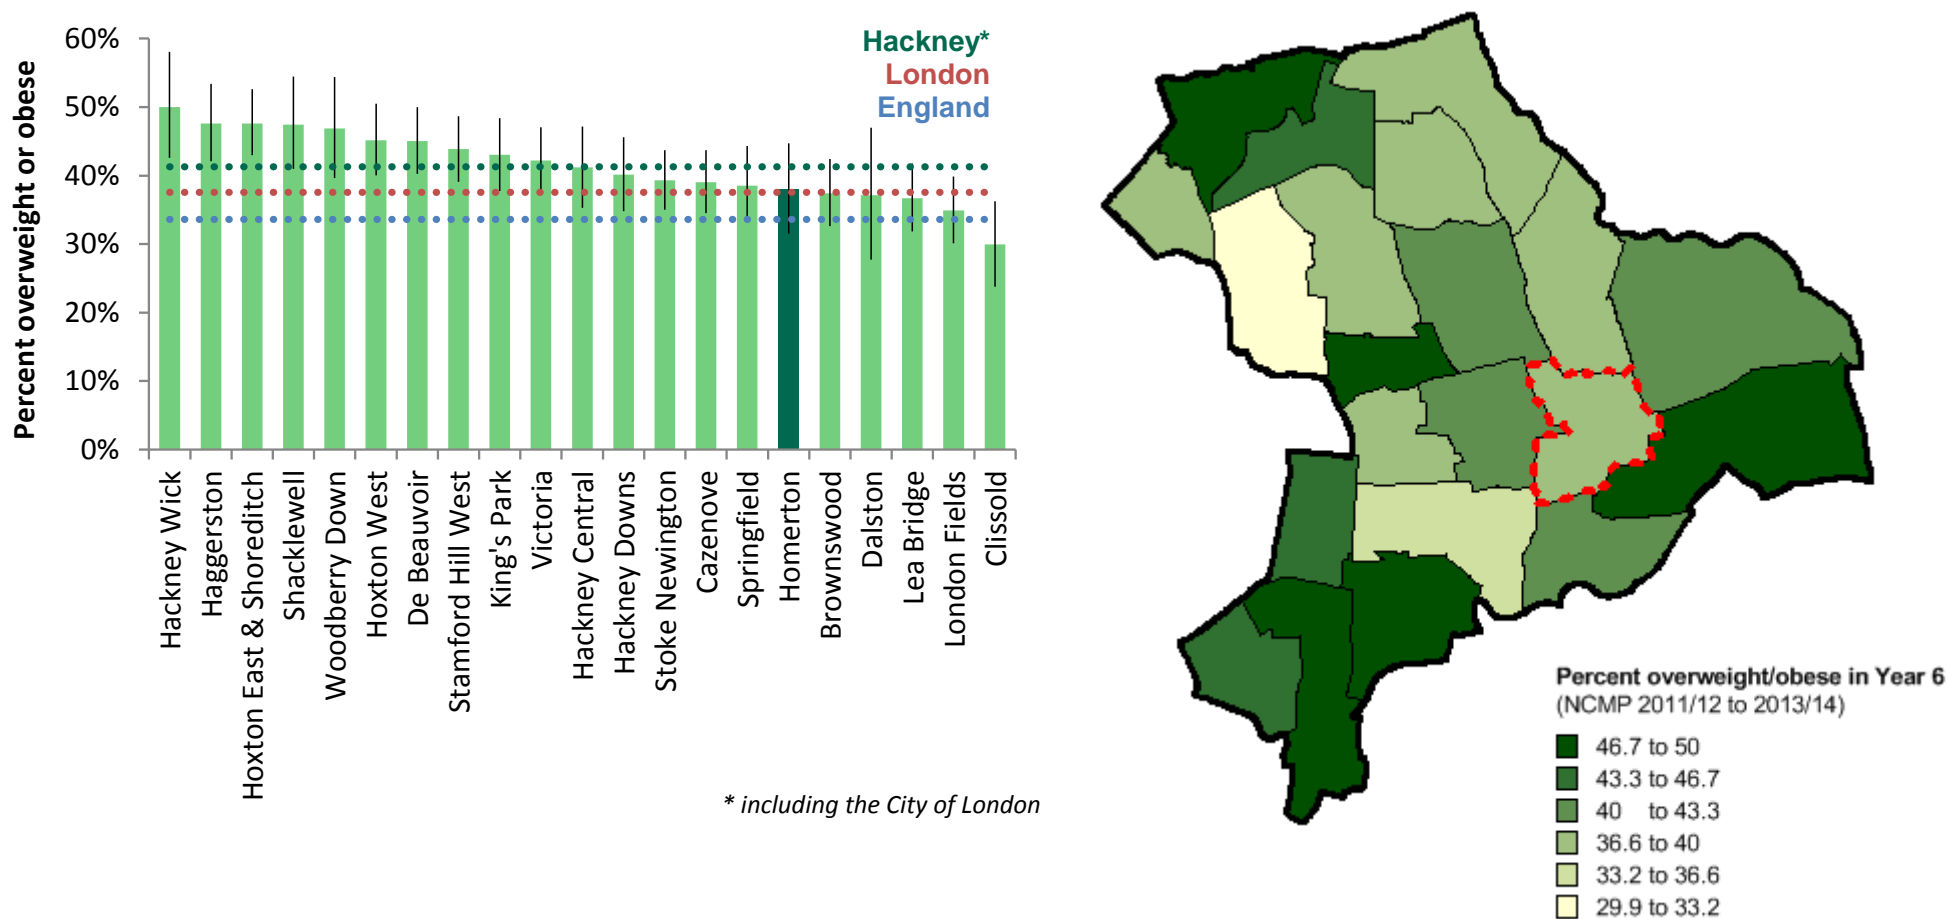 Percent overweight or obese
60%
50%
40%
30%
20%
10%
0%
Hackney*
London
England
Hackney Wick
Haggerston
Hoxton East & Shoreditch
Shacklewell
Woodberry Down
Hoxton West
De Beauvoir
Stamford Hill West
King's Park
Victoria
Hackney Central
Hackney Downs
Stoke Newington
Cazenove
Springfield
Homerton
Brownswood
Dalston
Lea Bridge
London Fields
Clissold
* including the City of London
Percent overweight/obese in Year 6
(NCMP 2011/12 to 2013/14)
46.7 to 50
43.3 to 46.7
40 to 43.3
36.6 to 40
33.2 to 36.6
29.9 to 33.2